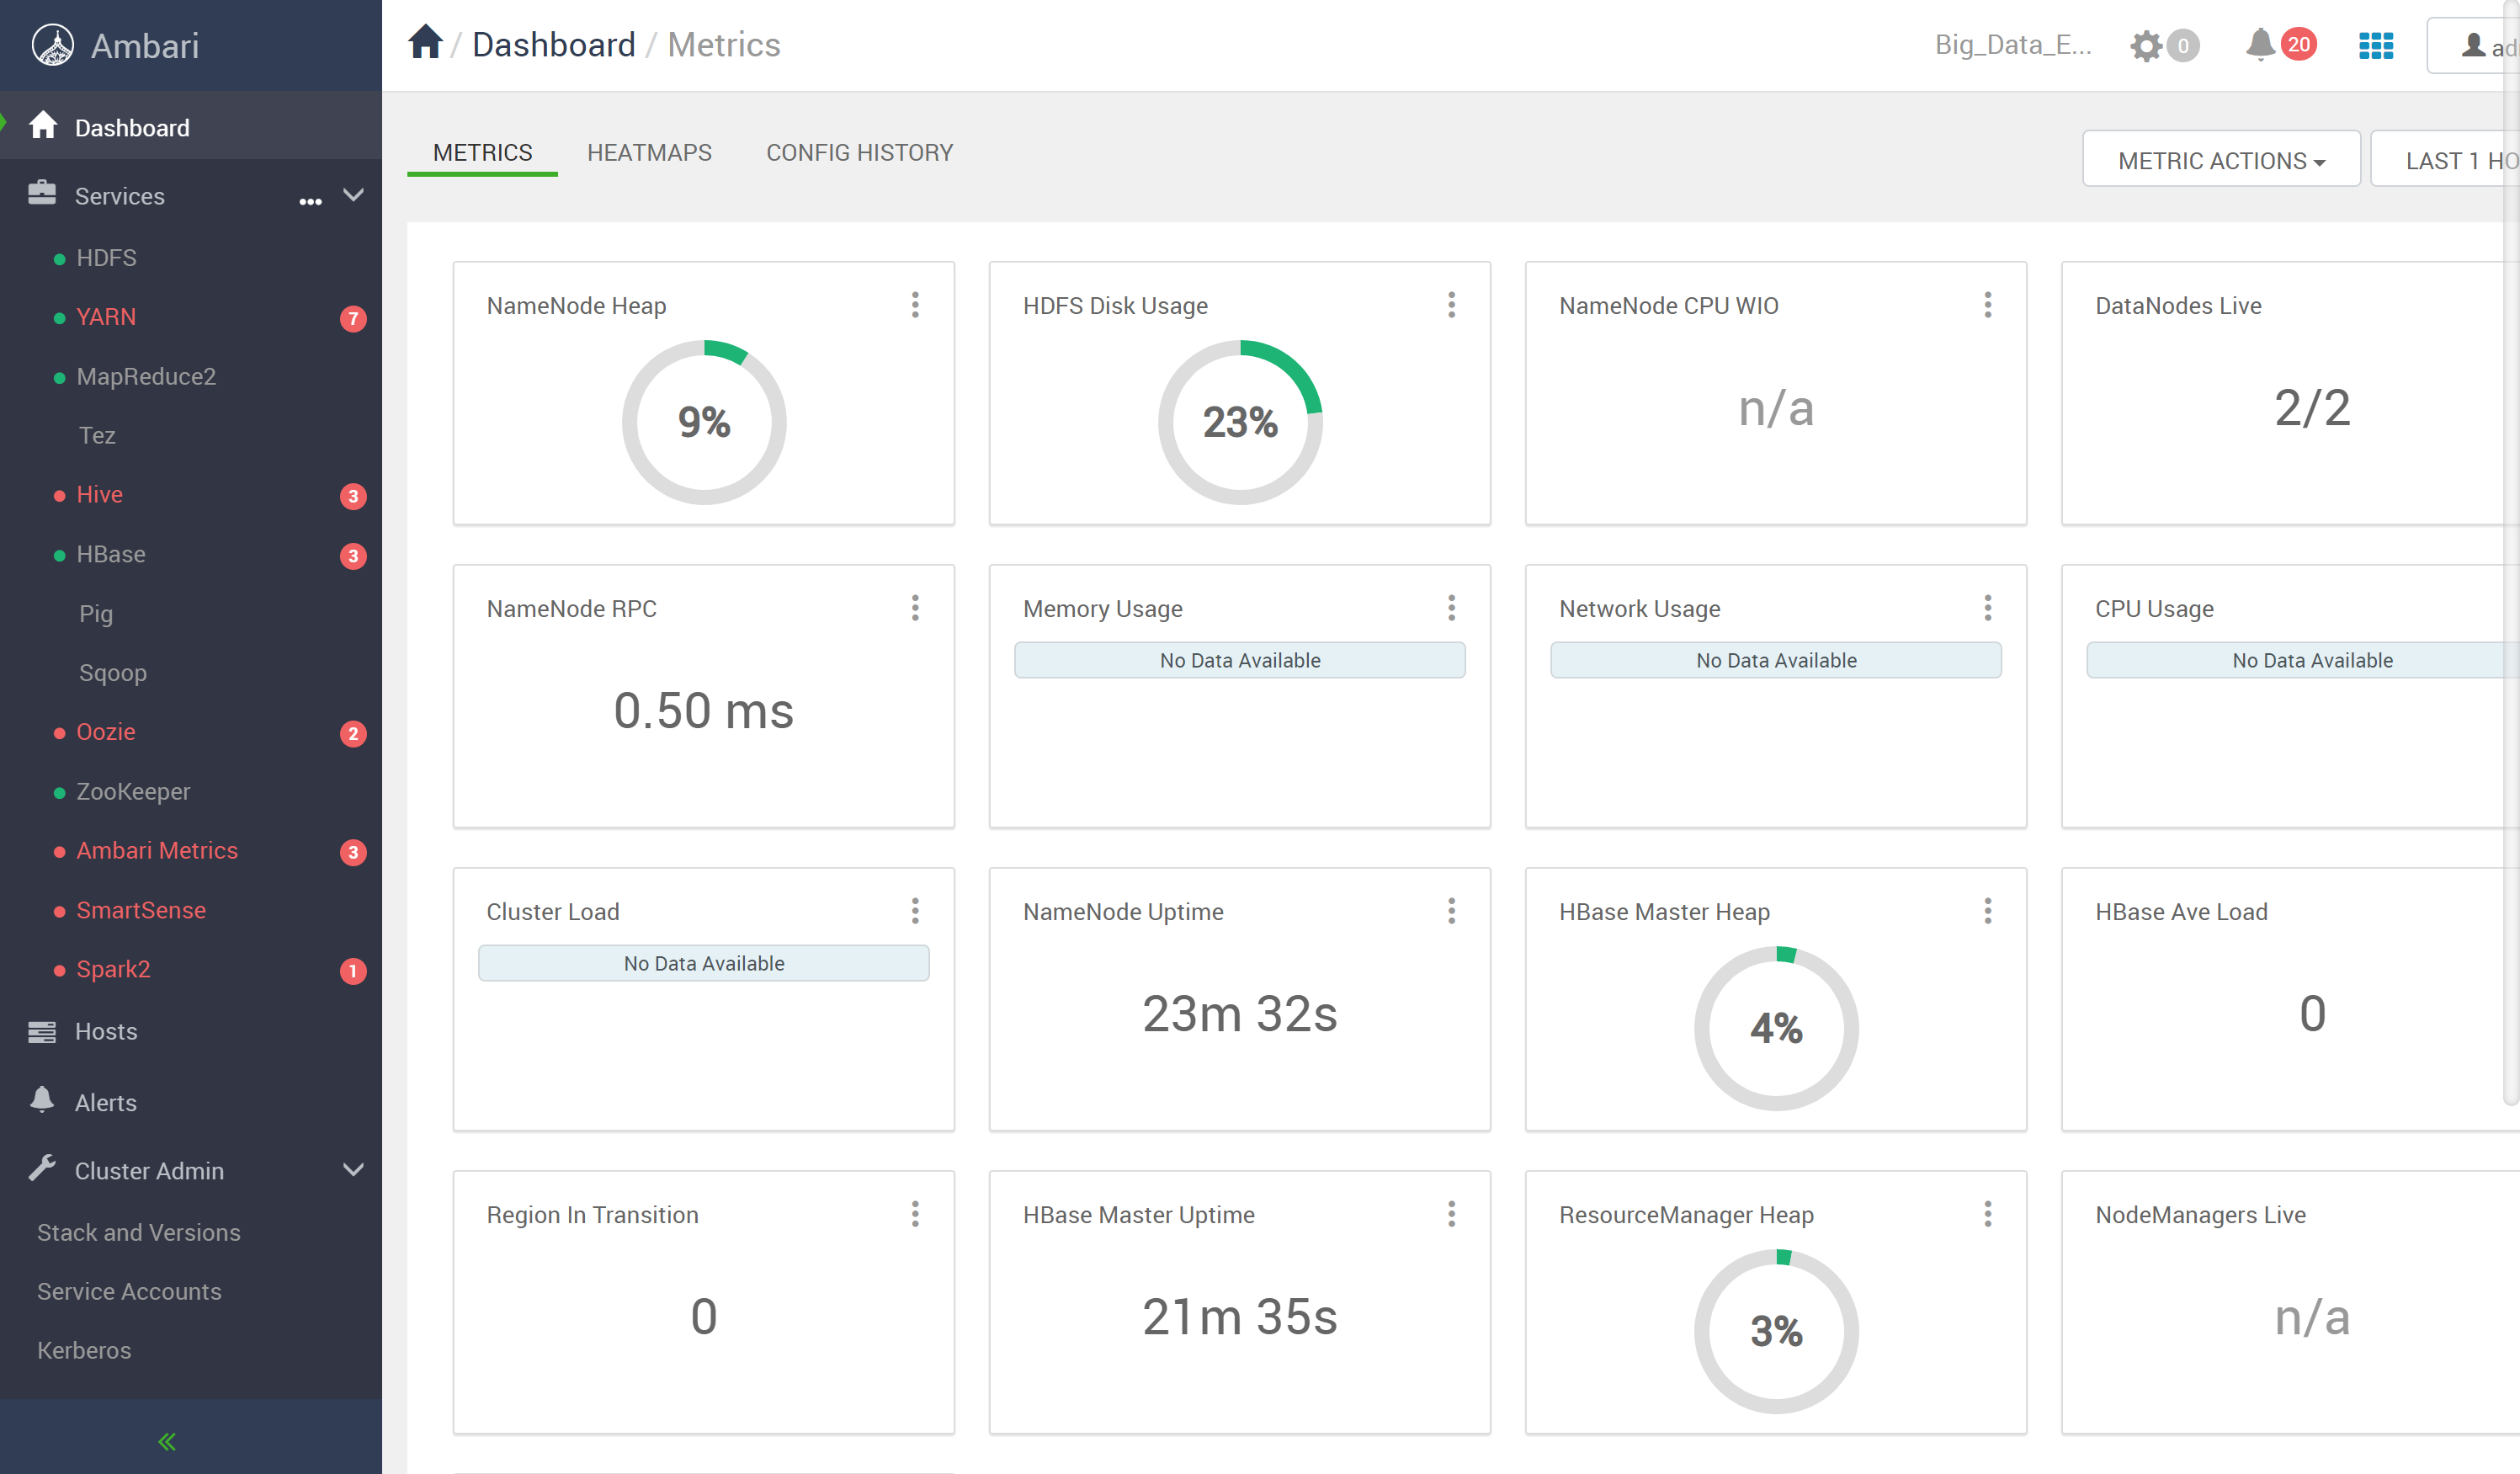 Ambari
/ Dashboard / Metrics
Big_Data_E...
0
20
Dashboard
Services
...
HDFS
YARN
7
MapReduce2
Tez
Hive
3
HBase
3
Pig
Sqoop
Oozie
2
ZooKeeper
Ambari Metrics
3
SmartSense
Spark2
1
Hosts
Alerts
Cluster Admin
Stack and Versions
Service Accounts
Kerberos
METRICS
HEATMAPS
CONFIG HISTORY
METRIC ACTIONS
LAST 1 HO
NameNode Heap
9%
HDFS Disk Usage
23%
NameNode CPU WIO
n/a
DataNodes Live
2/2
NameNode RPC
0.50 ms
Memory Usage
No Data Available
Network Usage
No Data Available
CPU Usage
No Data Available
Cluster Load
No Data Available
NameNode Uptime
23m 32s
HBase Master Heap
4%
HBase Ave Load
0
Region In Transition
0
HBase Master Uptime
21m 35s
ResourceManager Heap
3%
NodeManagers Live
n/a